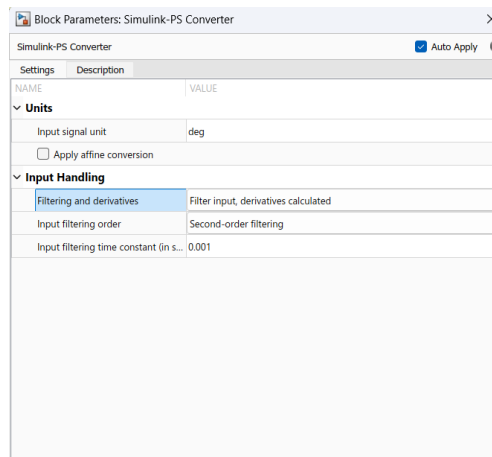 Block Parameters: Simulink-PS Converter
Simulink-PS Converter Auto Apply
Settings Description
NAME VALUE
Units
Input signal unit deg
Apply affine conversion
Input Handling
Filtering and derivatives Filter input, derivatives calculated
Input filtering order Second-order filtering
Input filtering time constant (in s... 0.001